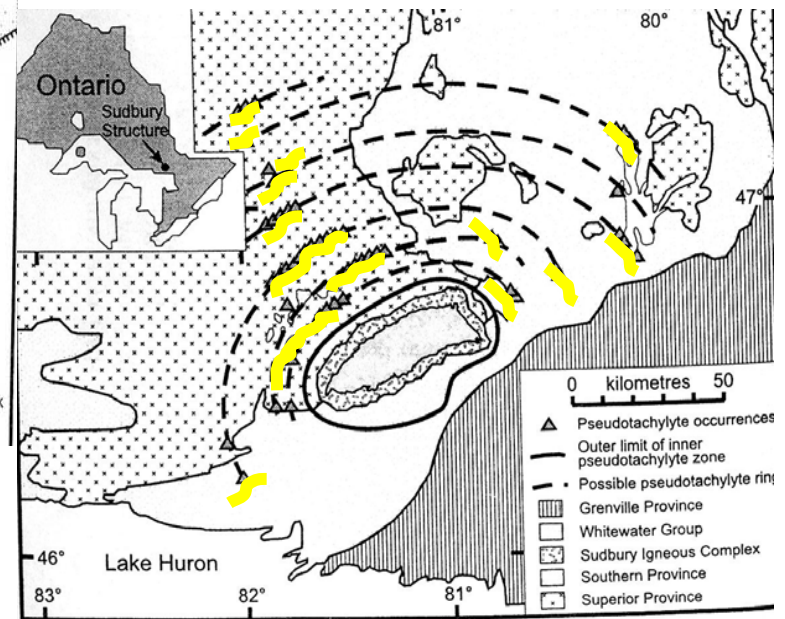 81°
80°
Ontario
Sudbury
Structure
47°
0 kilometres 50
Pseudotachylyte occurrences
Outer limit of inner
pseudotachylyte zone
Possible pseudotachylyte ring
Grenville Province
Whitewater Group
Sudbury Igneous Complex
Southern Province
Superior Province
46°
Lake Huron
83°
82°
81°